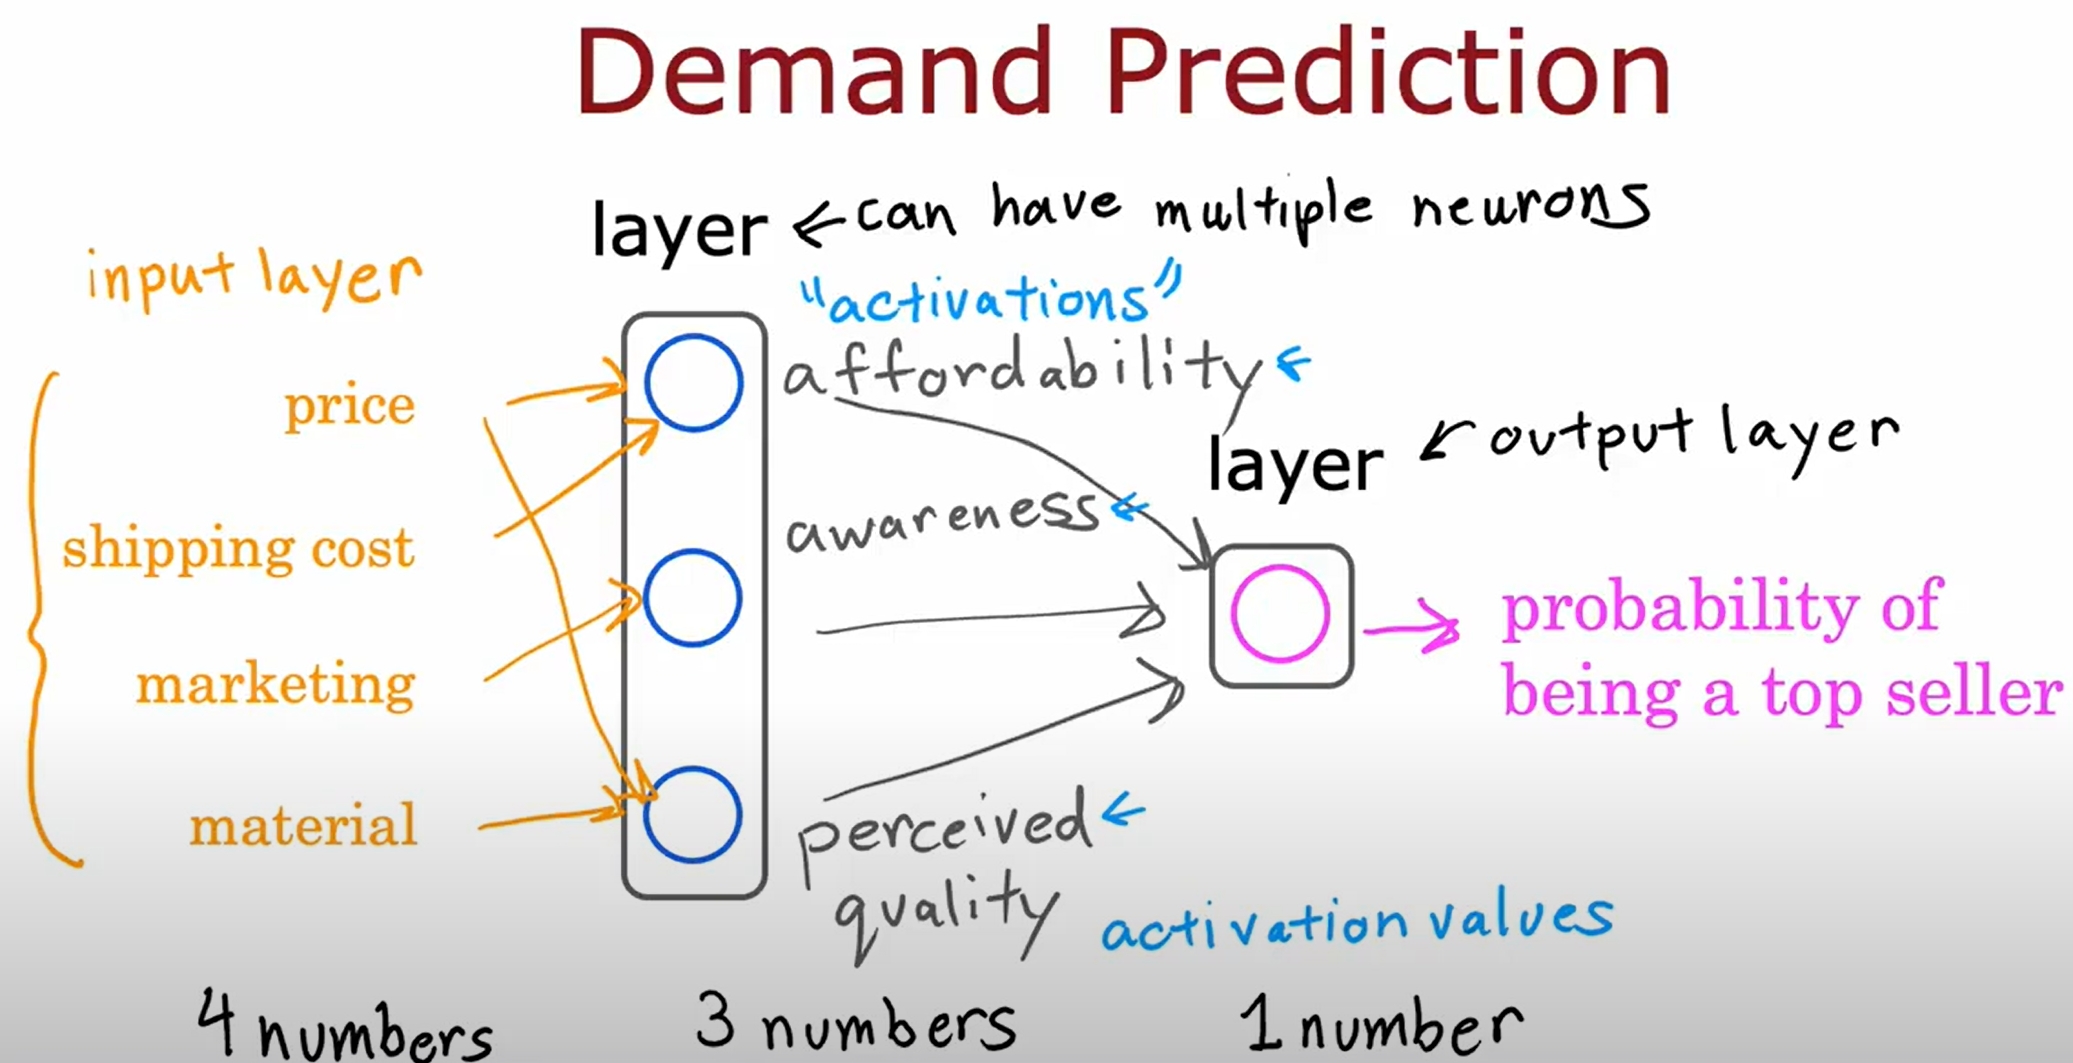 Demand Prediction
layer ← can have multiple neurons
input layer
"activations"
affordability ←
price
layer ← output layer
awareness ←
shipping cost
probability of
being a top seller
marketing
material
perceived ←
quality
activation values
4 numbers
3 numbers
1 number